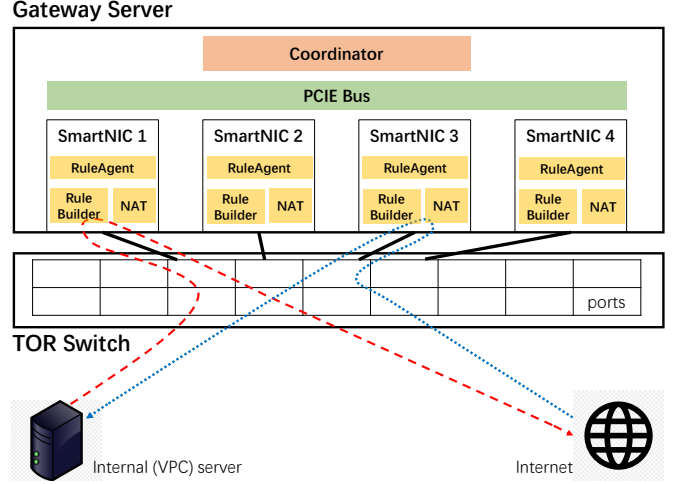 Gateway Server
Coordinator
PCIE Bus
SmartNIC 1
SmartNIC 2
SmartNIC 3
SmartNIC 4
RuleAgent
RuleAgent
RuleAgent
RuleAgent
Rule
Builder
NAT
Rule
Builder
NAT
Rule
Builder
NAT
Rule
Builder
NAT
ports
TOR Switch
Internal (VPC) server
Internet